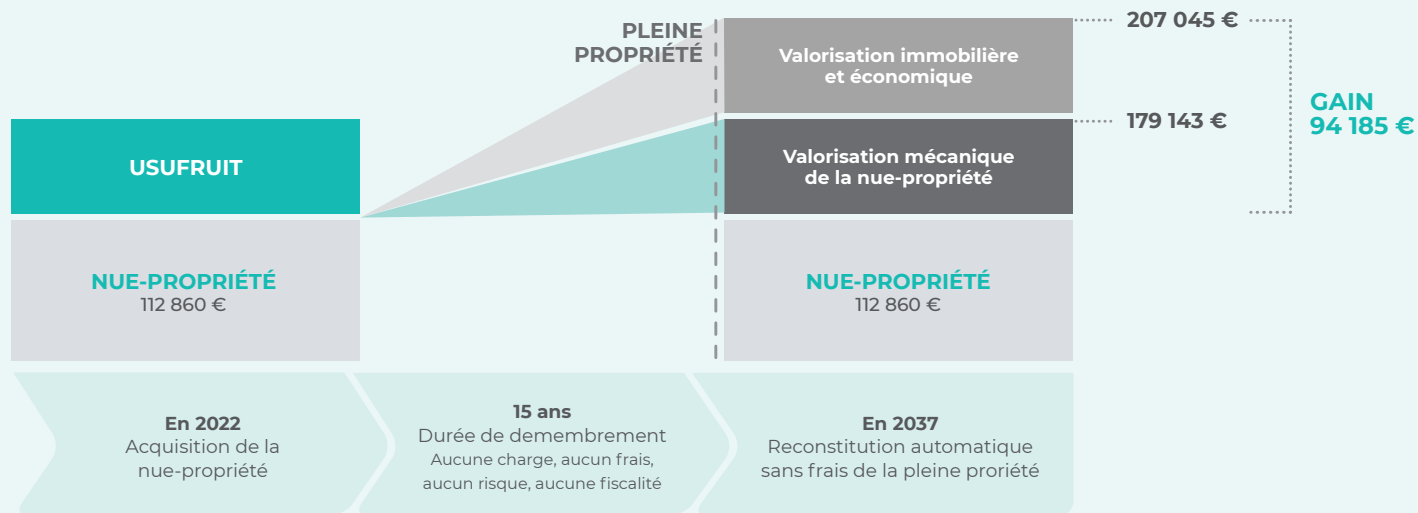 PLEINE
PROPRIÉTÉ
207 045 €
Valorisation immobilière
et économique
GAIN
94 185 €
179 143 €
USUFRUIT
Valorisation mécanique
de la nue-propriété
NUE-PROPRIÉTÉ
112 860 €
NUE-PROPRIÉTÉ
112 860 €
En 2022
Acquisition de la
nue-propriété
15 ans
Durée de demembrement
Aucune charge, aucun frais,
aucun risque, aucune fiscalité
En 2037
Reconstitution automatique
sans frais de la pleine proriété